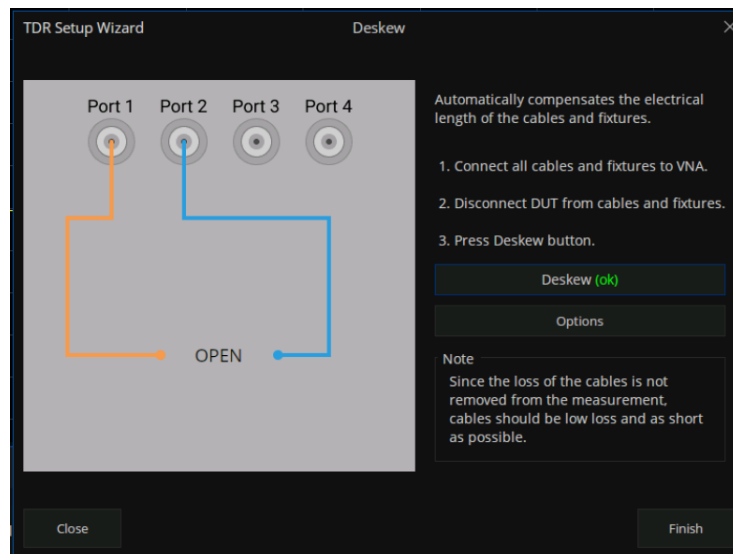 TDR Setup Wizard
Deskew
Port 1 Port 2 Port 3 Port 4
OPEN
Automatically compensates the electrical
length of the cables and fixtures.
1. Connect all cables and fixtures to VNA.
2. Disconnect DUT from cables and fixtures.
3. Press Deskew button.
Deskew (ok)
Options
Note
Since the loss of the cables is not
removed from the measurement,
cables should be low loss and as short
as possible.
Close
Finish